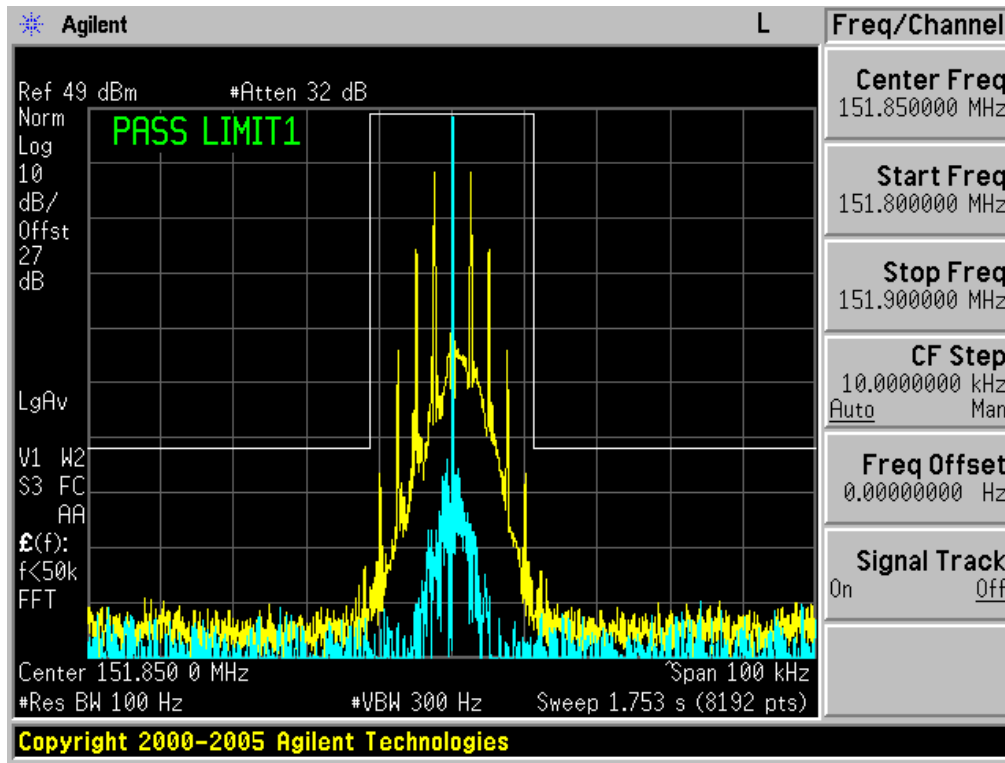 Agilent L
Ref 49 dBm #Atten 32 dB
Norm
Log
10
dB/
Offst
27
dB
PASS LIMIT1
LgAv
V1 W2
S3 FC
AA
£(f):
f<50k
FFT
Center 151.850 0 MHz ^Span 100 kHz
#Res BW 100 Hz #VBW 300 Hz Sweep 1.753 s (8192 pts)
Copyright 2000-2005 Agilent Technologies
Freq/Channel
Center Freq
151.850000 MHz
Start Freq
151.800000 MHz
Stop Freq
151.900000 MHz
CF Step
10.0000000 kHz
Auto Man
Freq Offset
0.00000000 Hz
Signal Track
On Off